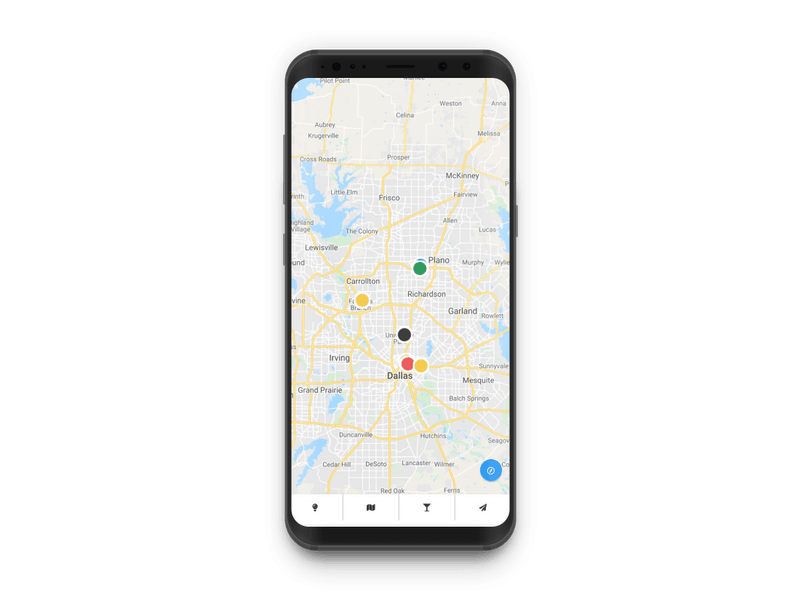 Pilot Point
Weston
Anna
Celina
Aubrey
Krugerville
Melissa
Cross Roads
Prosper
McKinney
Little Elm
Frisco
Fairview
Allen
Lucas
The Colony
Lewisville
Plano
Murphy
Carrollton
Richardson
Garland
Rowlett
Irving
Dallas
Sunnyvale
Mesquite
Grand Prairie
Balch Springs
Duncanville
Hutchins
Cedar Hill
DeSoto
Lancaster
Wilmer
Red Oak
Ferris